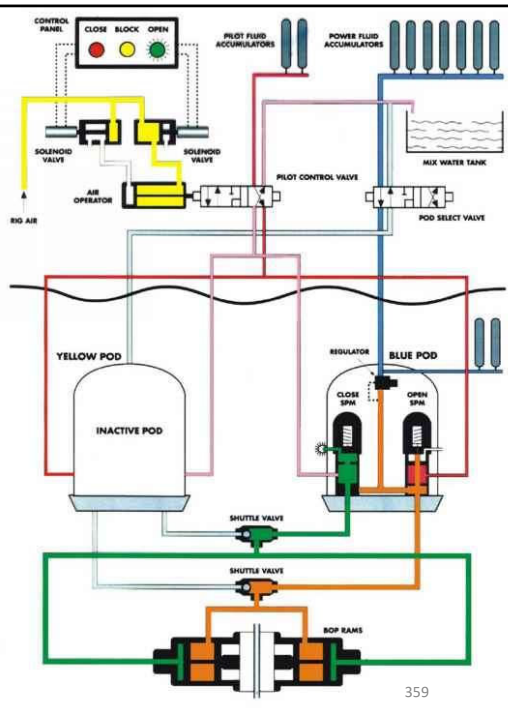 CONTROL
PANEL
CLOSE BLOCK OPEN
PILOT FLUID
ACCUMULATORS
POWER FLUID
ACCUMULATORS
SOLENOID
VALVE
SOLENOID
VALVE
MIX WATER TANK
PILOT CONTROL VALVE
AIR
OPERATOR
POD SELECT VALVE
RIG AIR
YELLOW POD
REGULATOR
BLUE POD
CLOSE
SPM
OPEN
SPM
INACTIVE POD
SHUTTLE VALVE
SHUTTLE VALVE
BOP RAMS
359